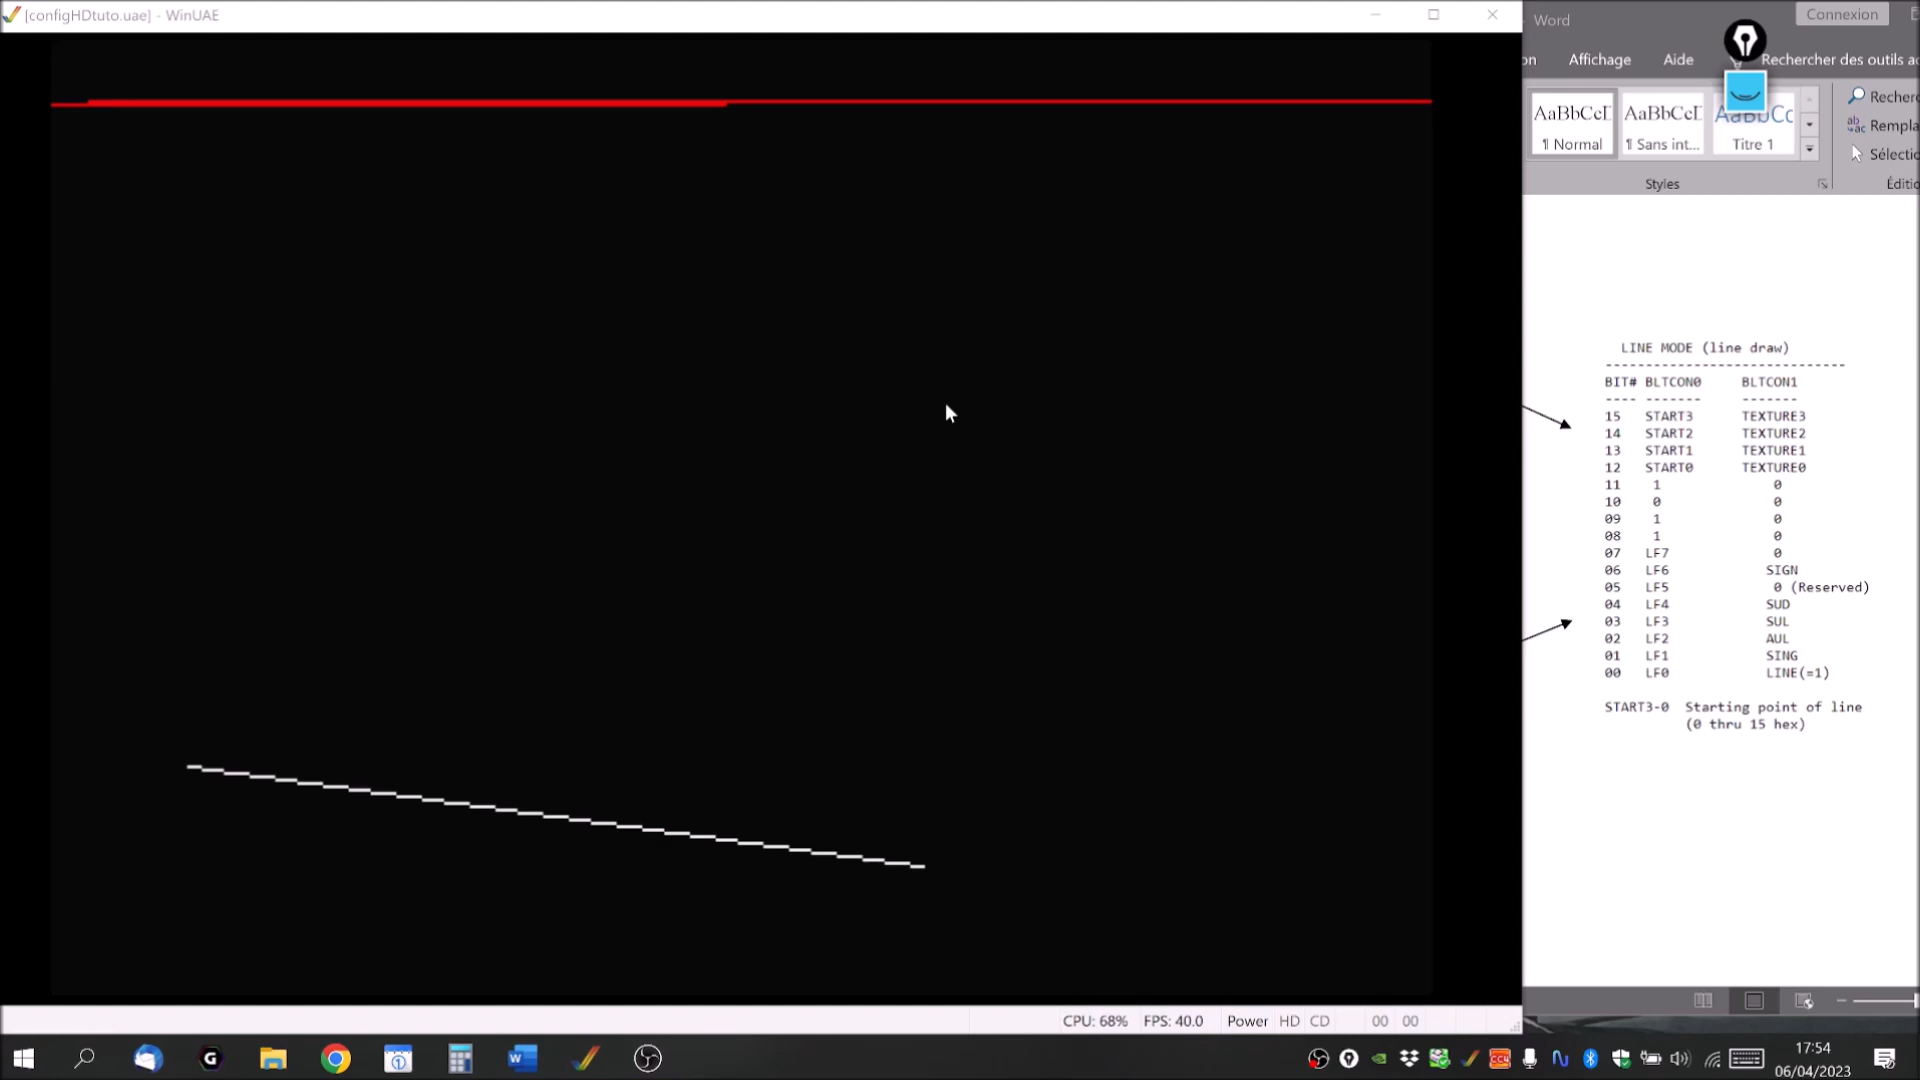 [configHDtuto.uae] - WinUAE
Word
Connexion
on Affichage Aide Rechercher des outils
AaBbCcI AaBbCcI AaBbCc
¶ Normal ¶ Sans int... Titre 1
Recherc
Rempla
Sélectio
Styles
Éditio
LINE MODE (line draw)
------------------------------
BIT# BLTCON0 BLTCON1
---- ------- -------
15 START3 TEXTURE3
14 START2 TEXTURE2
13 START1 TEXTURE1
12 START0 TEXTURE0
11 1 0
10 0 0
09 1 0
08 1 0
07 LF7 0
06 LF6 SIGN
05 LF5 0 (Reserved)
04 LF4 SUD
03 LF3 SUL
02 LF2 AUL
01 LF1 SING
00 LF0 LINE(=1)
START3-0 Starting point of line
(0 thru 15 hex)
CPU: 68% FPS: 40.0 Power HD CD 00 00
17:54
06/04/2023